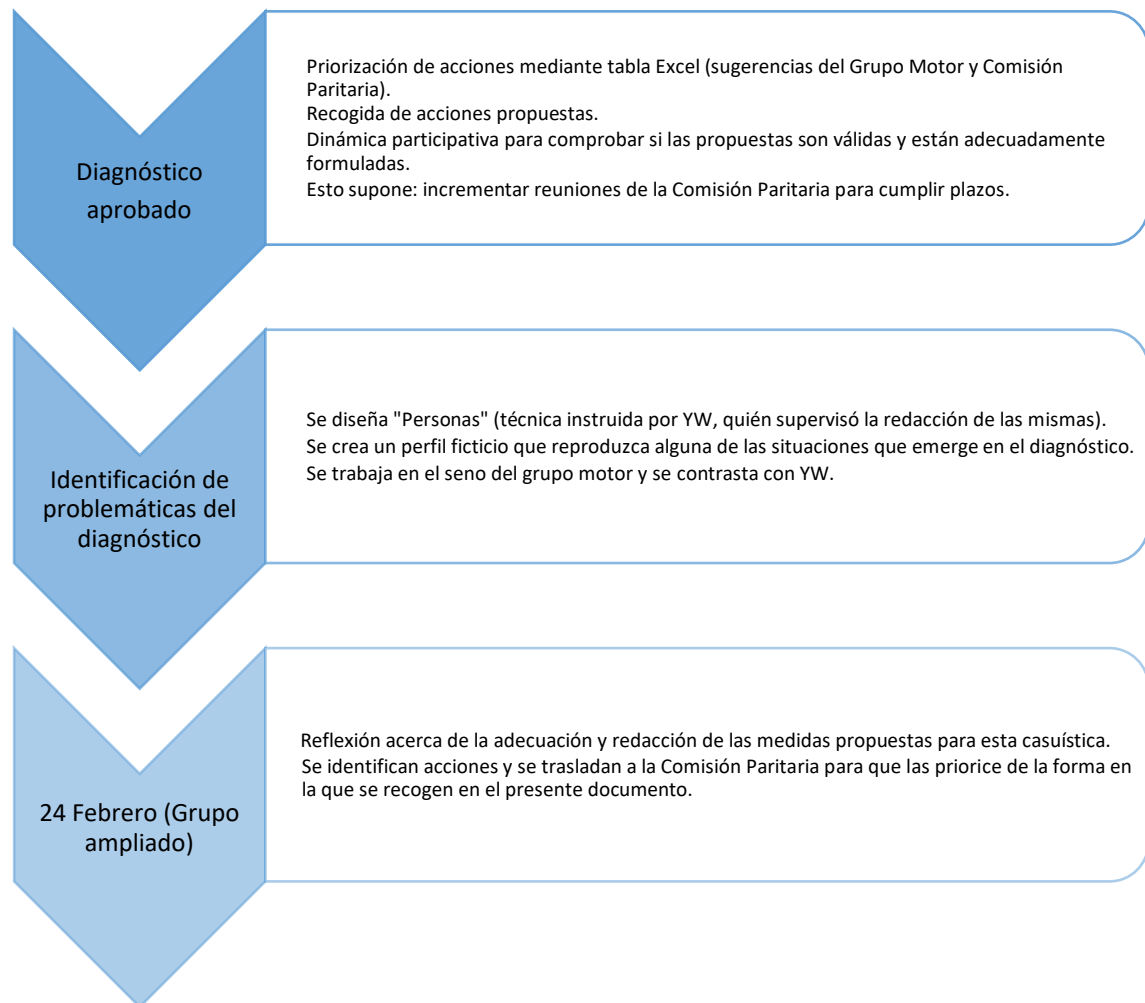 Diagnóstico
aprobado
Priorización de acciones mediante tabla Excel (sugerencias del Grupo Motor y Comisión
Paritaria).
Recogida de acciones propuestas.
Dinámica participativa para comprobar si las propuestas son válidas y están adecuadamente
formuladas.
Esto supone: incrementar reuniones de la Comisión Paritaria para cumplir plazos.
Identificación de
problemáticas del
diagnóstico
Se diseña "Personas" (técnica instruida por YW, quién supervisó la redacción de las mismas).
Se crea un perfil ficticio que reproduzca alguna de las situaciones que emerge en el diagnóstico.
Se trabaja en el seno del grupo motor y se contrasta con YW.
24 Febrero (Grupo
ampliado)
Reflexión acerca de la adecuación y redacción de las medidas propuestas para esta casuística.
Se identifican acciones y se trasladan a la Comisión Paritaria para que las priorice de la forma en
la que se recogen en el presente documento.